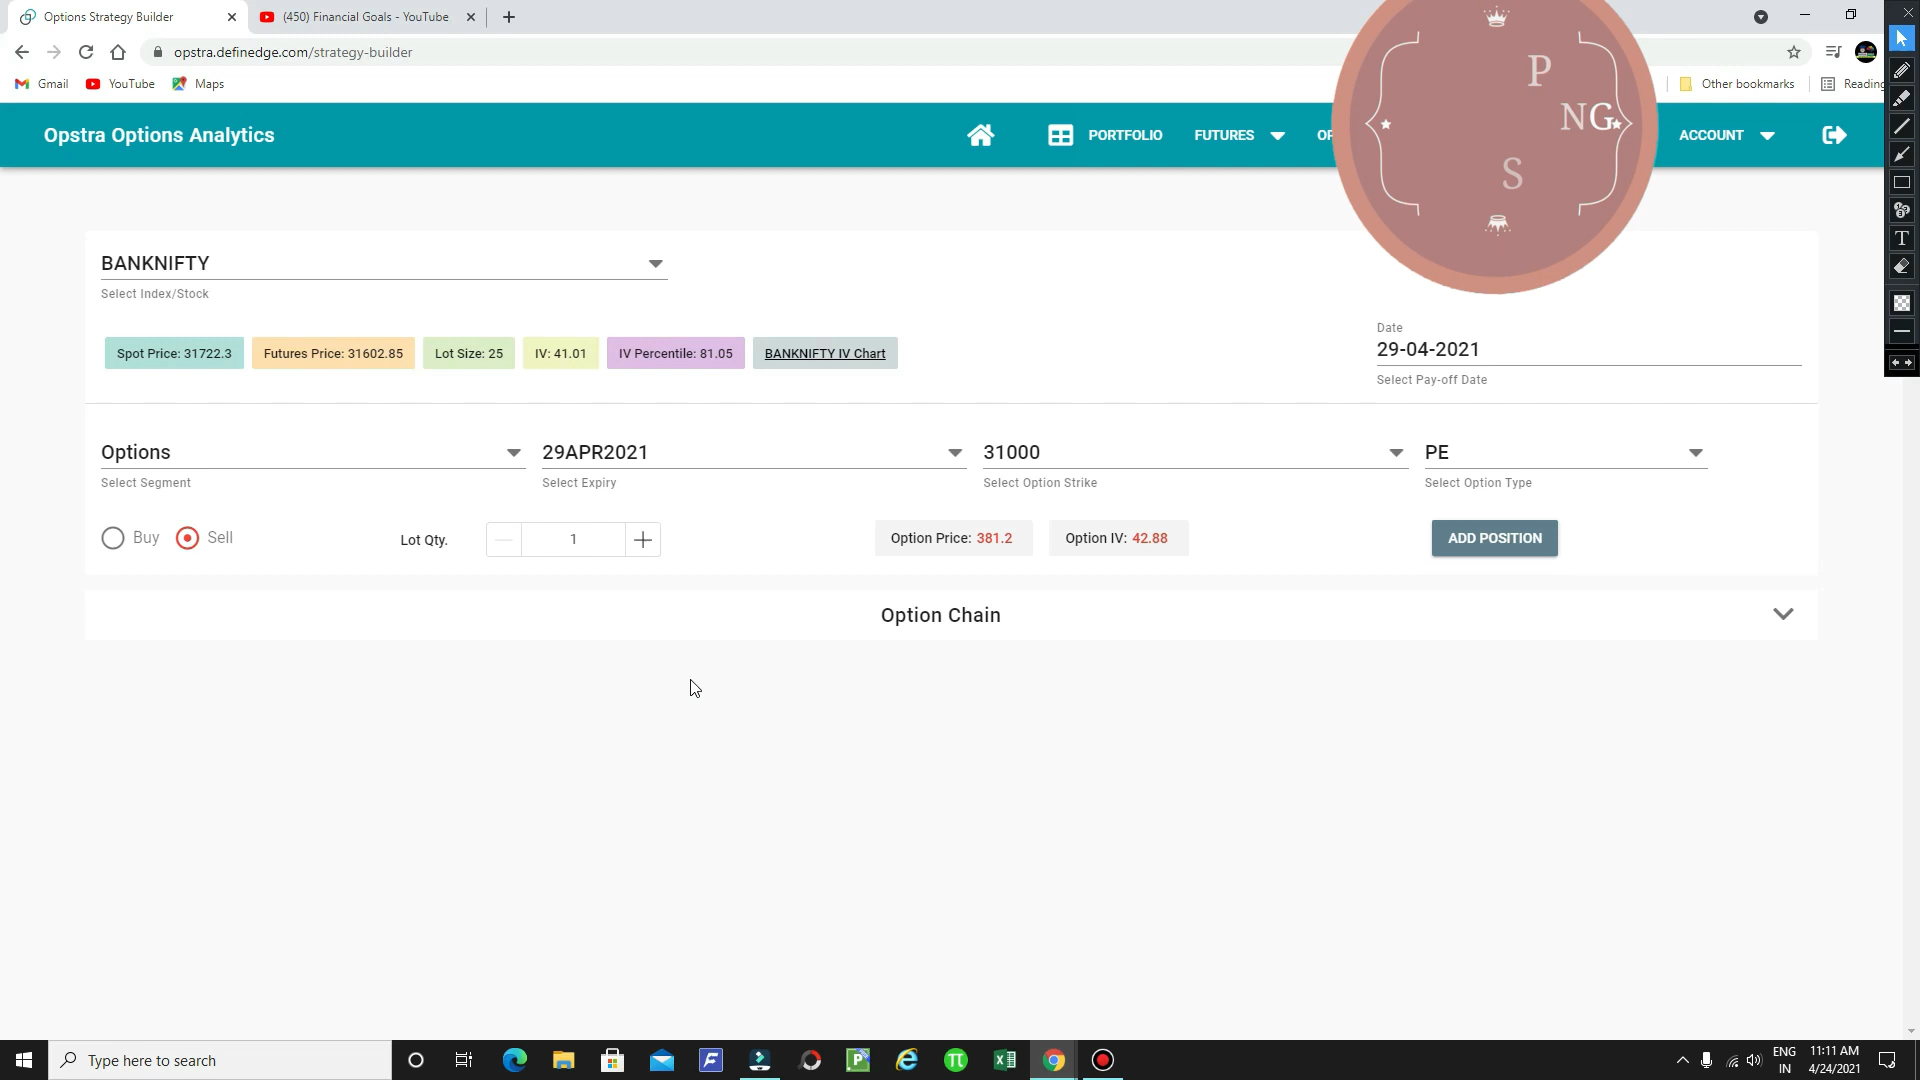 Options Strategy Builder
(450) Financial Goals - YouTube
opstra.definedge.com/strategy-builder
Gmail
YouTube
Maps
Other bookmarks
Reading
Opstra Options Analytics
PORTFOLIO
FUTURES
ACCOUNT
P
NG
S
BANKNIFTY
Select Index/Stock
Spot Price: 31722.3
Futures Price: 31602.85
Lot Size: 25
IV: 41.01
IV Percentile: 81.05
BANKNIFTY IV Chart
Date
29-04-2021
Select Pay-off Date
Options
29APR2021
31000
PE
Select Segment
Select Expiry
Select Option Strike
Select Option Type
Buy
Sell
Lot Qty.
1
Option Price: 381.2
Option IV: 42.88
ADD POSITION
Option Chain
Type here to search
ENG
IN
11:11 AM
4/24/2021